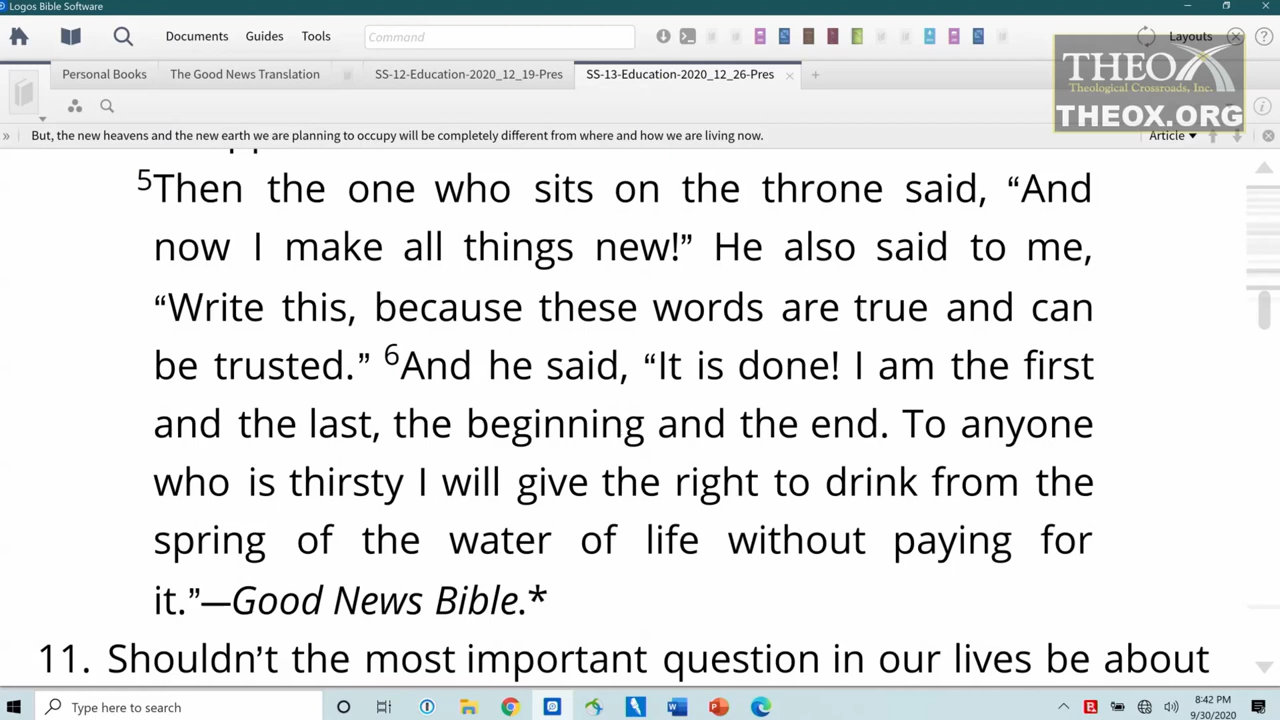 Logos Bible Software
Documents Guides Tools Command Layouts
Personal Books The Good News Translation SS-12-Education-2020_12_19-Pres SS-13-Education-2020_12_26-Pres
THEOX
Theological Crossroads, Inc.
THEOX.ORG
But, the new heavens and the new earth we are planning to occupy will be completely different from where and how we are living now. Article
5Then the one who sits on the throne said, “And
now I make all things new!” He also said to me,
“Write this, because these words are true and can
be trusted.” 6And he said, “It is done! I am the first
and the last, the beginning and the end. To anyone
who is thirsty I will give the right to drink from the
spring of the water of life without paying for
it.”—Good News Bible.*
11. Shouldn’t the most important question in our lives be about
Type here to search
8:42 PM
9/30/2020